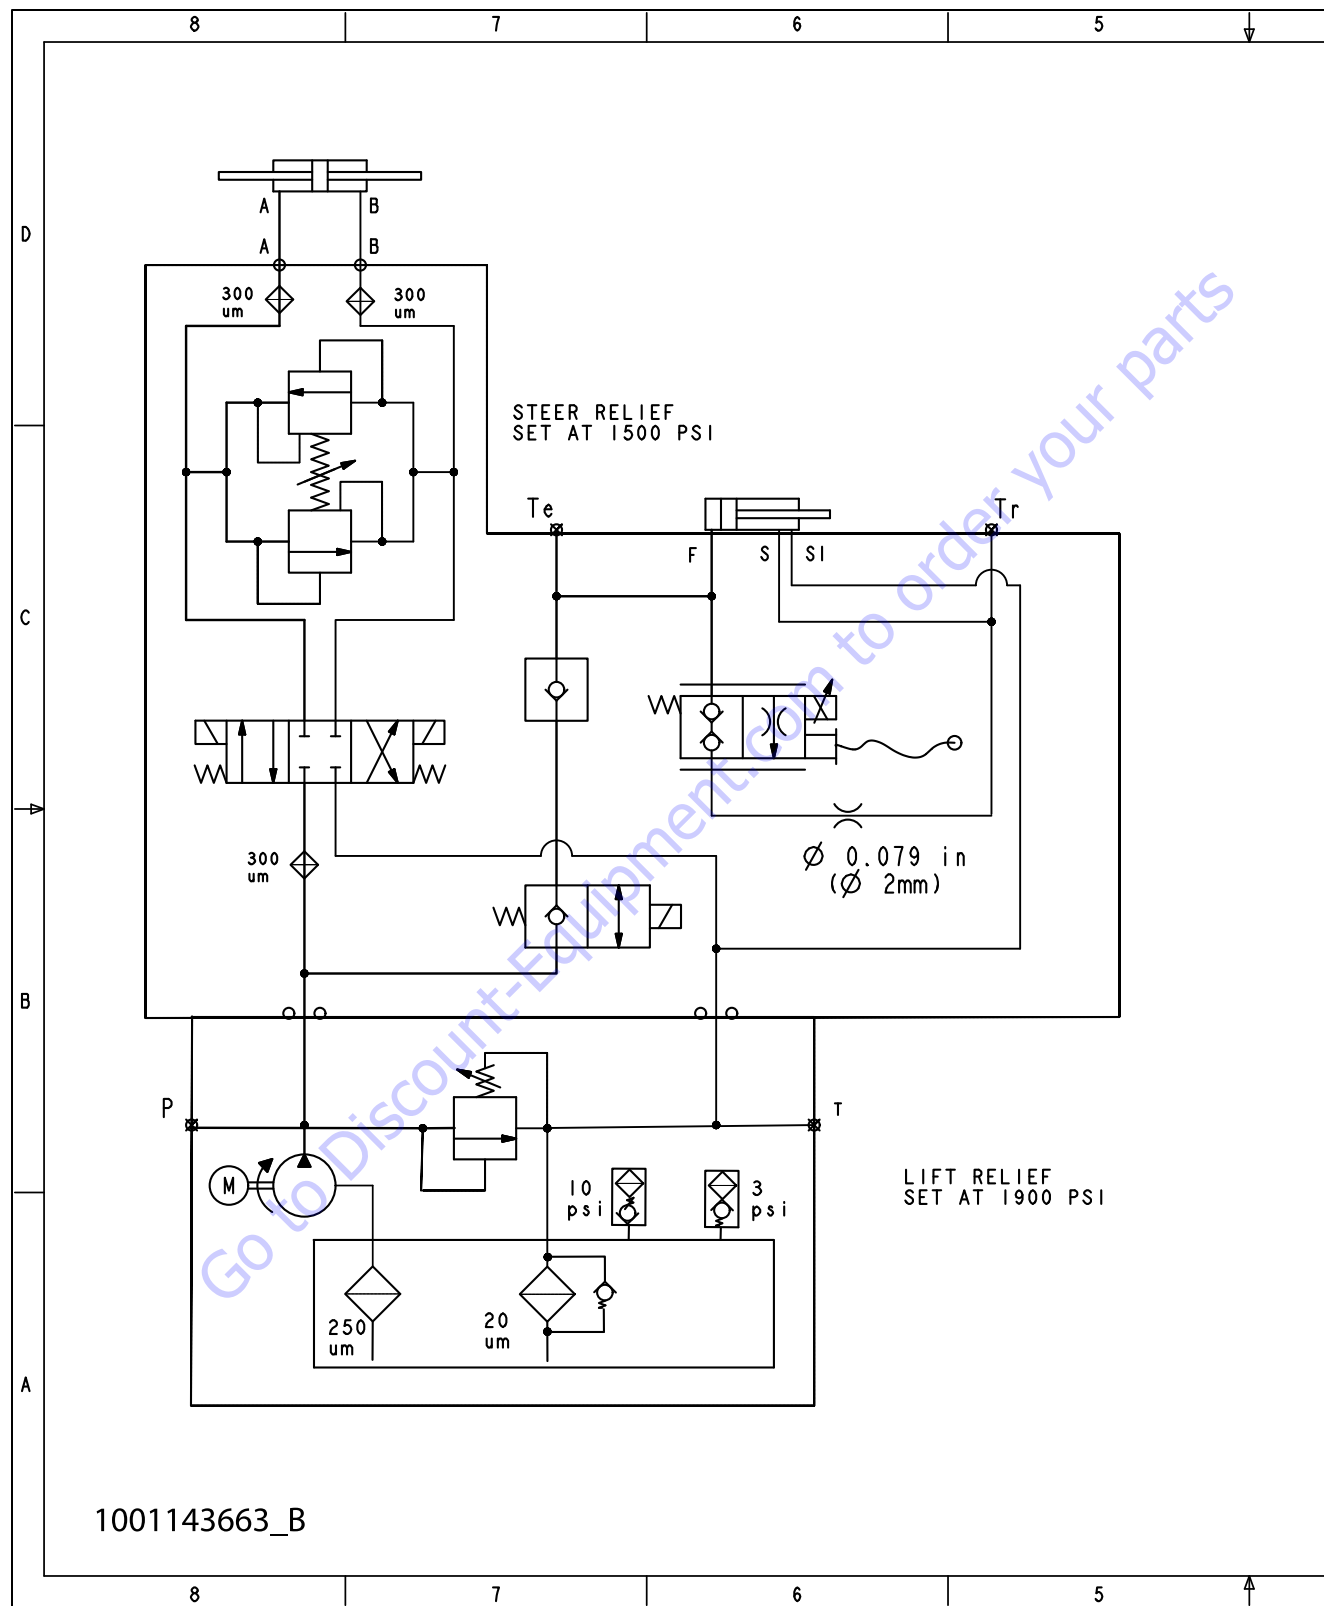 8 7 6 5
D
C
B
A
A B
A B
300
um
300
um
STEER RELIEF
SET AT 1500 PSI
Te
Tr
F S S1
300
um
Ø 0.079 in
(Ø 2mm)
P
T
M
10
psi
3
psi
LIFT RELIEF
SET AT 1900 PSI
250
um
20
um
Go to Discount-Equipment.com to order your parts
1001143663_B
8 7 6 5